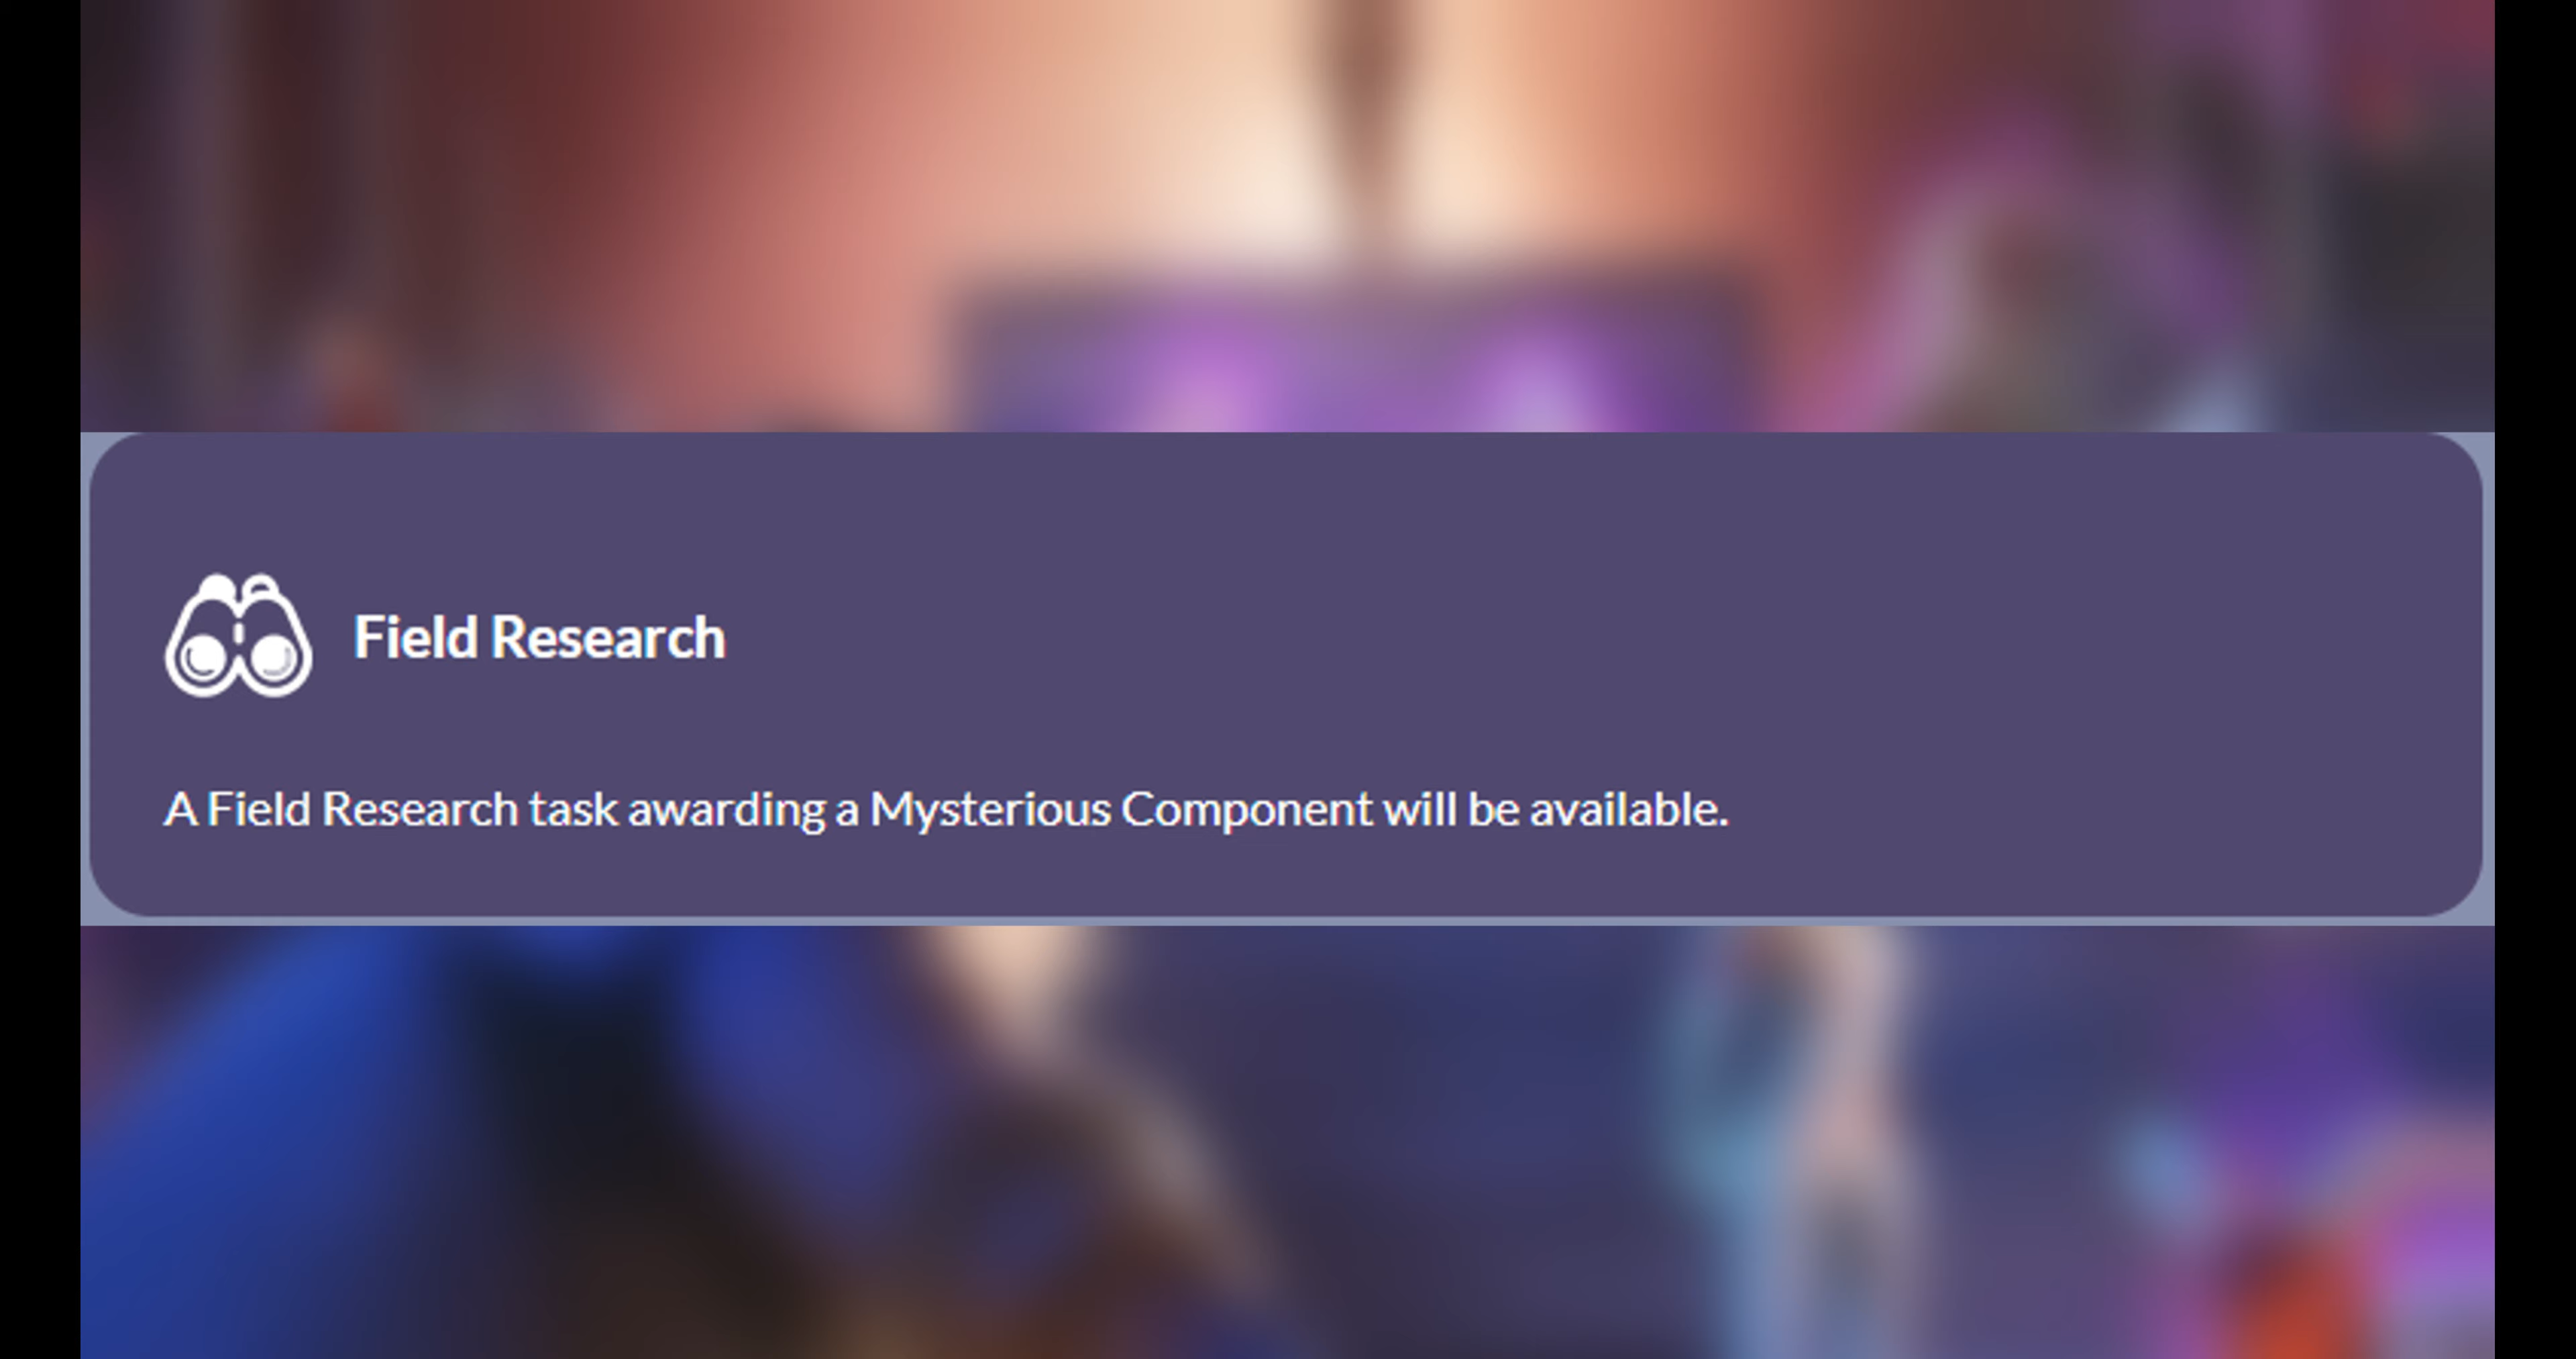 Field Research
A Field Research task awarding a Mysterious Component will be available.